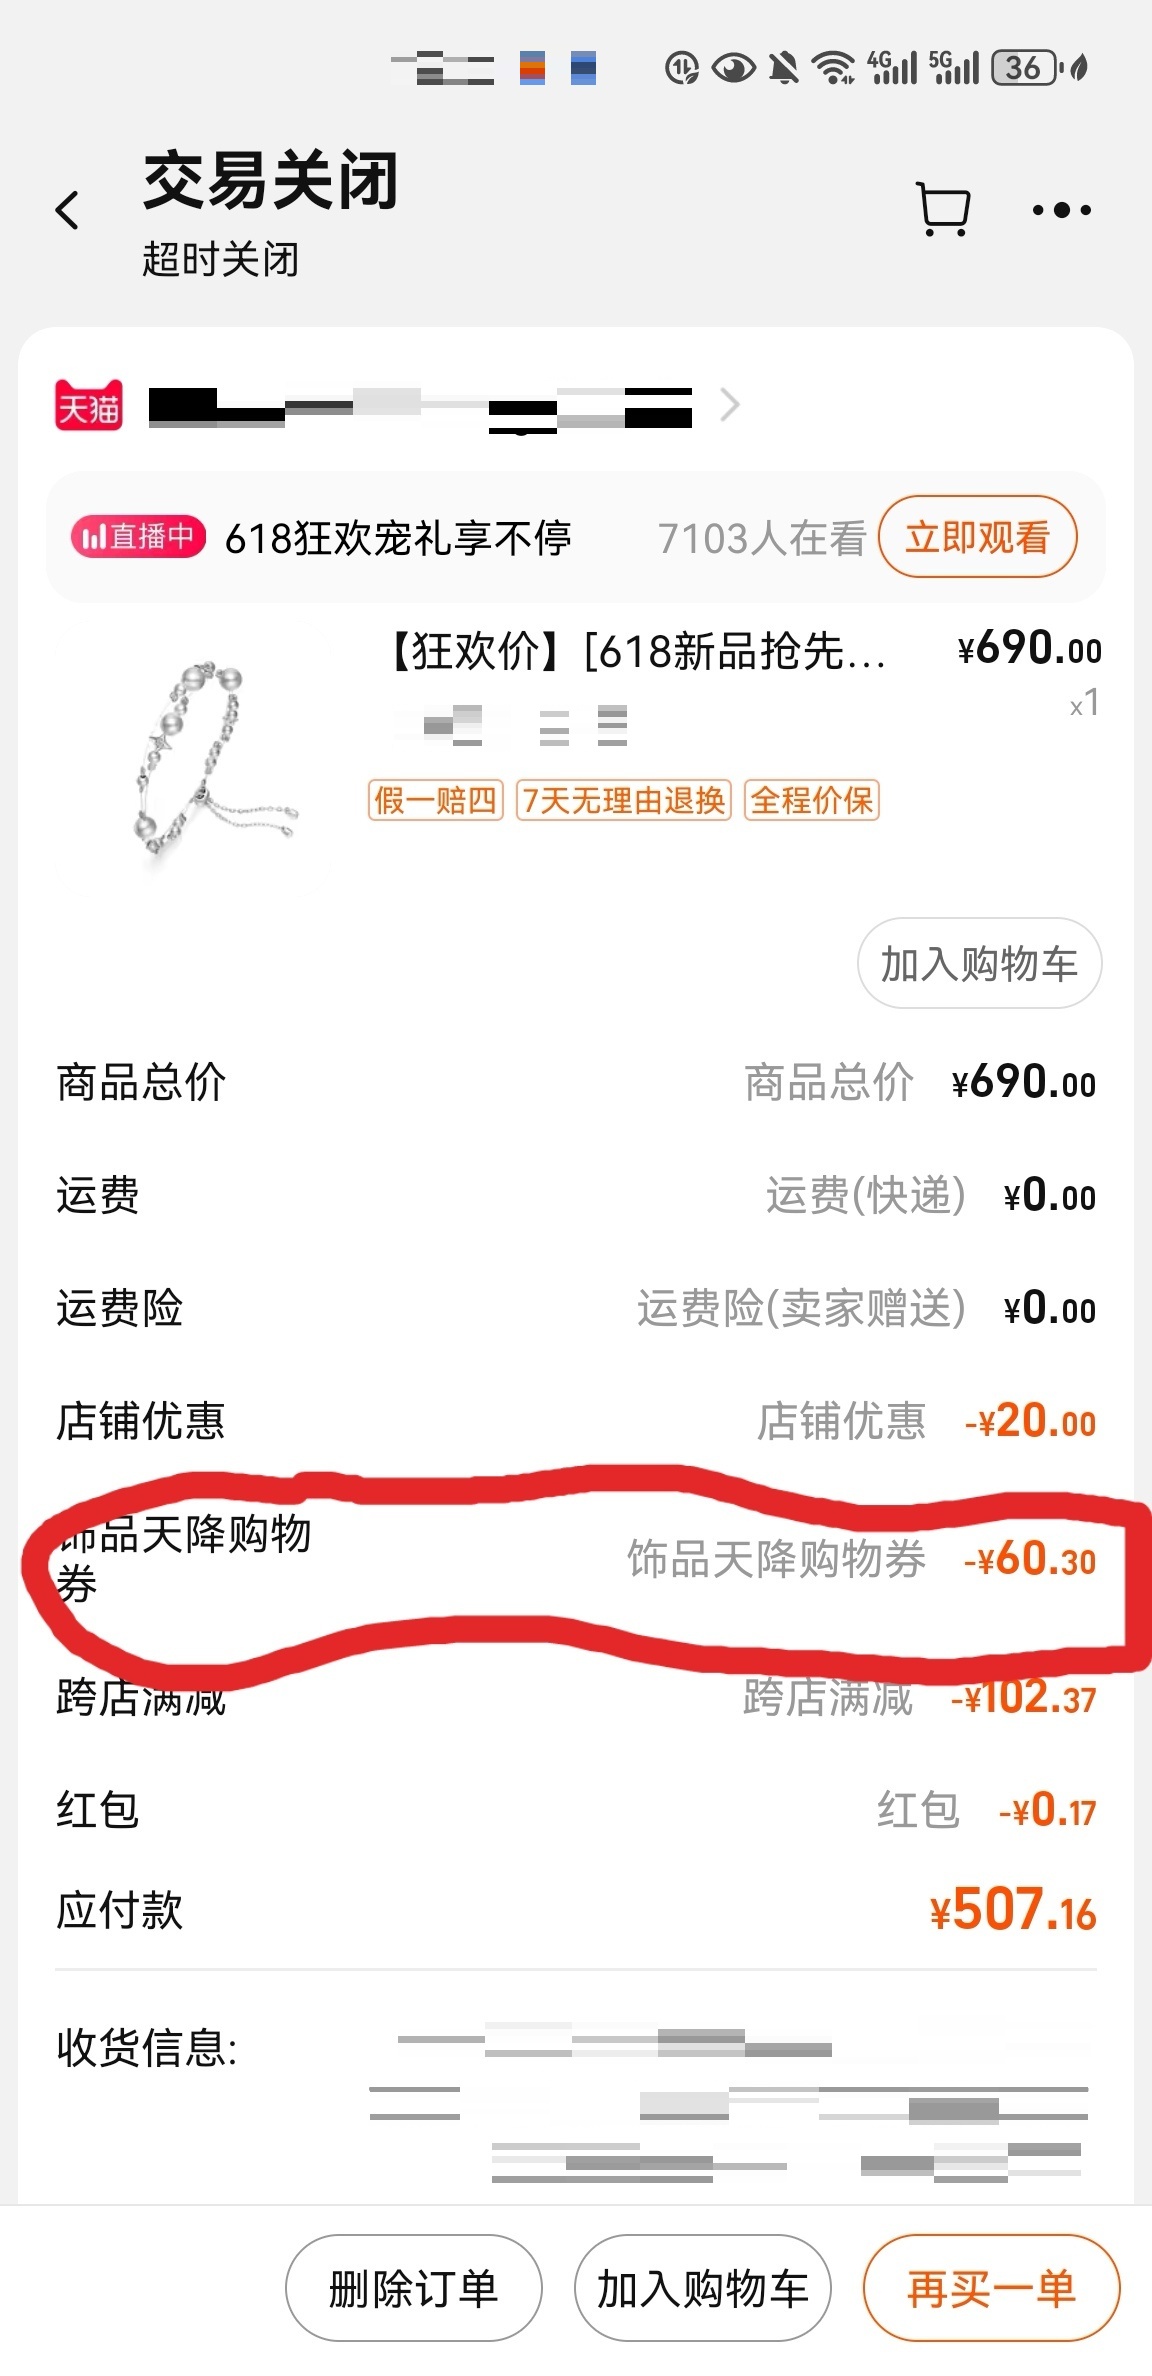 4G 5G 36
交易关闭
超时关闭
天猫
直播中 618狂欢宠礼享不停 7103人在看 立即观看
【狂欢价】[618新品抢先... ¥690.00
x1
假一赔四 7天无理由退换 全程价保
加入购物车
商品总价 商品总价 ¥690.00
运费 运费(快递) ¥0.00
运费险 运费险(卖家赠送) ¥0.00
店铺优惠 店铺优惠 -¥20.00
饰品天降购物
券 饰品天降购物券 -¥60.30
跨店满减 跨店满减 -¥102.37
红包 红包 -¥0.17
应付款 ¥507.16
收货信息:
删除订单 加入购物车 再买一单